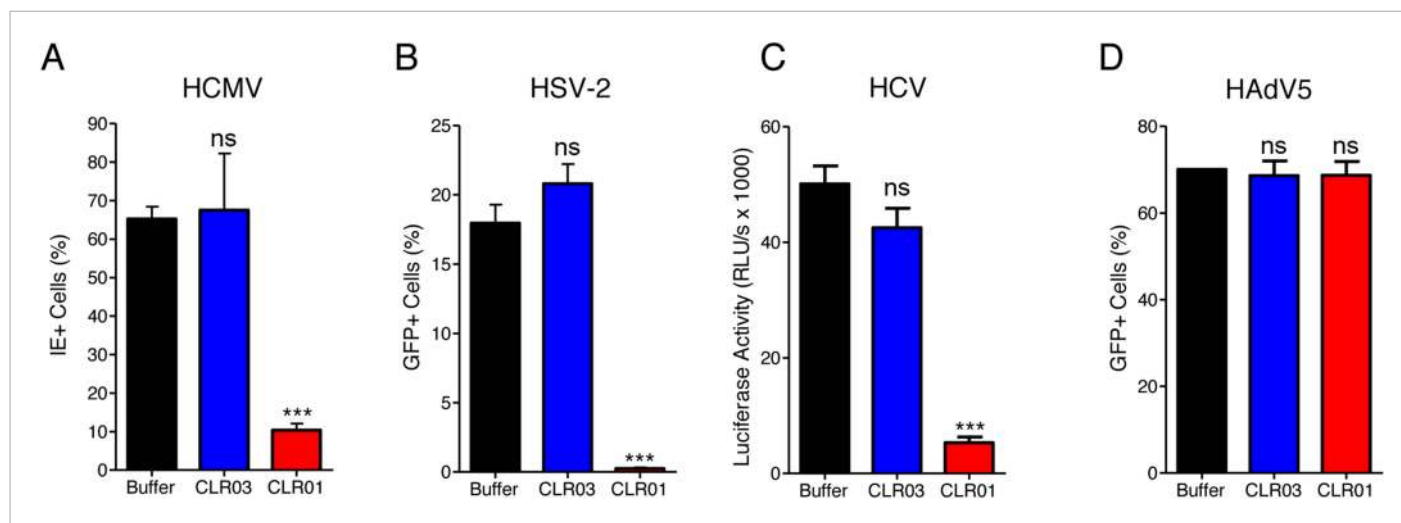 A
HCMV
IE+ Cells (%)
90
80
70
60
50
40
30
20
10
0
ns
***
Buffer
CLR03
CLR01
B
HSV-2
GFP+ Cells (%)
25
20
15
10
5
0
ns
***
Buffer
CLR03
CLR01
C
HCV
Luciferase Activity (RLU/s x 1000)
60
40
20
0
ns
***
Buffer
CLR03
CLR01
D
HAdV5
GFP+ Cells (%)
80
60
40
20
0
ns
ns
Buffer
CLR03
CLR01